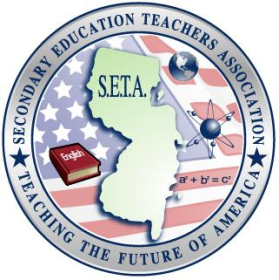 SECONDARY EDUCATION TEACHERS ASSOCIATION
S.E.T.A.
English
a² + b² = c²
★ TEACHING THE FUTURE OF AMERICA ★